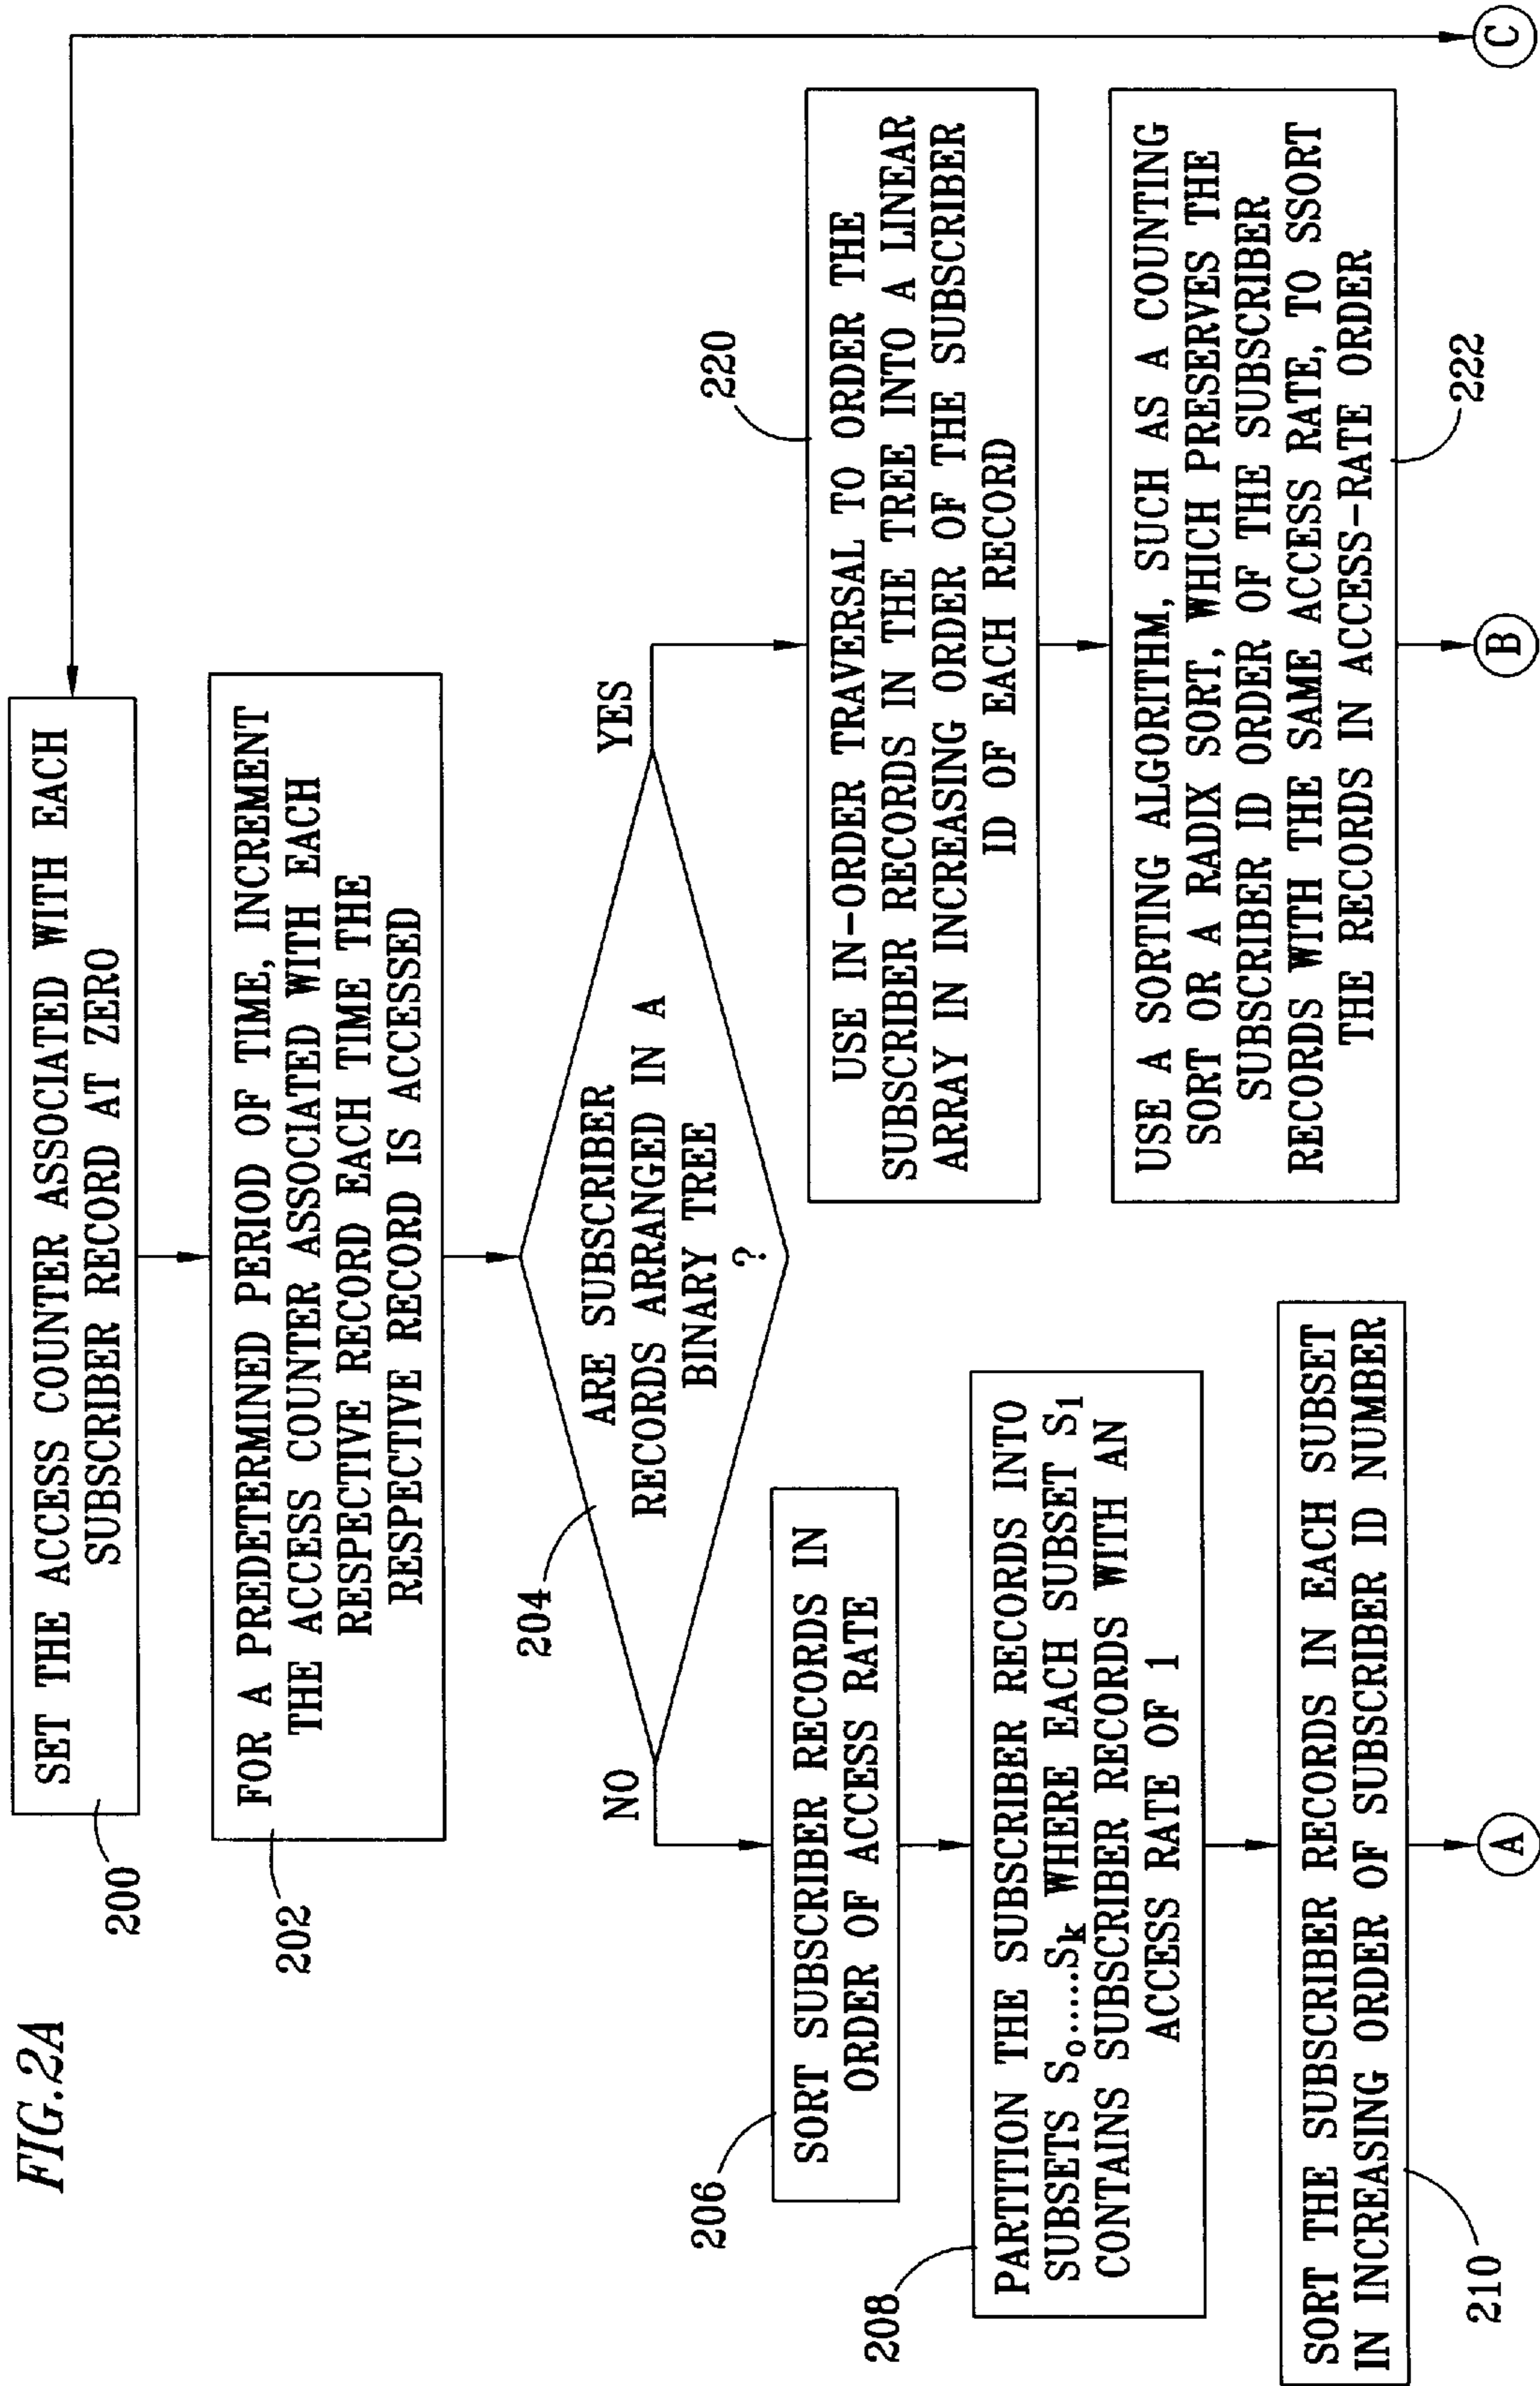 FIG.2A
200
SET THE ACCESS COUNTER ASSOCIATED WITH EACH
SUBSCRIBER RECORD AT ZERO
202
FOR A PREDETERMINED PERIOD OF TIME, INCREMENT
THE ACCESS COUNTER ASSOCIATED WITH EACH
RESPECTIVE RECORD EACH TIME THE
RESPECTIVE RECORD IS ACCESSED
204
ARE SUBSCRIBER
RECORDS ARRANGED IN A
BINARY TREE
?
NO
YES
206
SORT SUBSCRIBER RECORDS IN
ORDER OF ACCESS RATE
208
PARTITION THE SUBSCRIBER RECORDS INTO
SUBSETS So.....Sk WHERE EACH SUBSET S1
CONTAINS SUBSCRIBER RECORDS WITH AN
ACCESS RATE OF 1
210
SORT THE SUBSCRIBER RECORDS IN EACH SUBSET
IN INCREASING ORDER OF SUBSCRIBER ID NUMBER
A
220
USE IN-ORDER TRAVERSAL TO ORDER THE
SUBSCRIBER RECORDS IN THE TREE INTO A LINEAR
ARRAY IN INCREASING ORDER OF THE SUBSCRIBER
ID OF EACH RECORD
222
USE A SORTING ALGORITHM, SUCH AS A COUNTING
SORT OR A RADIX SORT, WHICH PRESERVES THE
SUBSCRIBER ID ORDER OF THE SUBSCRIBER
RECORDS WITH THE SAME ACCESS RATE, TO SSORT
THE RECORDS IN ACCESS-RATE ORDER
B
C